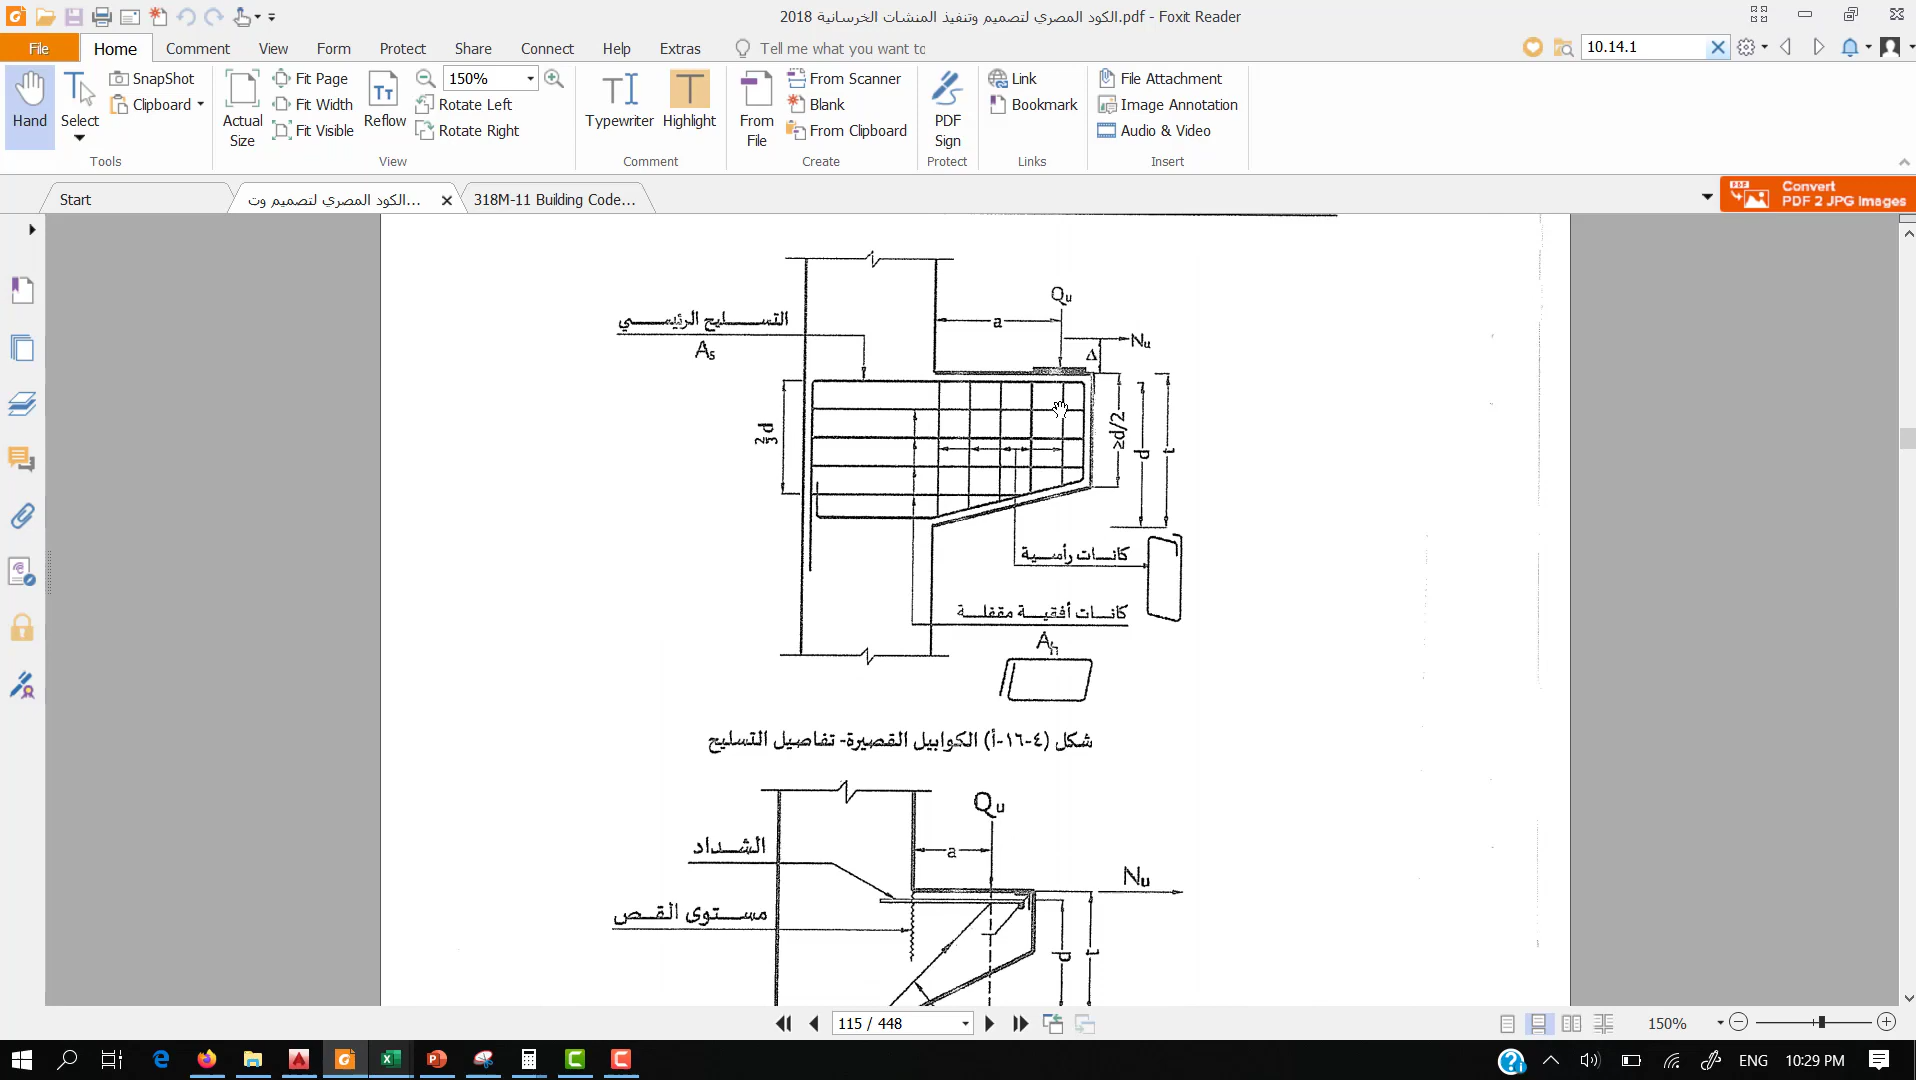 الكود المصري لتصميم وتنفيذ المنشات الخرسانية 2018.pdf - Foxit Reader
File
Home
Comment
View
Form
Protect
Share
Connect
Help
Extras
Tell me what you want to
10.14.1
Hand
Select
SnapShot
Clipboard
Tools
Actual Size
Fit Page
Fit Width
Fit Visible
Reflow
150%
Rotate Left
Rotate Right
View
Typewriter
Highlight
Comment
From File
From Scanner
Blank
From Clipboard
Create
PDF Sign
Protect
Link
Bookmark
Links
File Attachment
Image Annotation
Audio & Video
Insert
Start
الكود المصري لتصميم وت...
318M-11 Building Code...
PDF
Convert
PDF 2 JPG Images
Qu
a
Nu
Δ
التسليح الرئيسي
As
2/3 d
≥d/2
d
t
كانات رأسية
كانات أفقية مقفلة
Ah
شكل (٤-١٦-أ) الكوابيل القصيرة- تفاصيل التسليح
Qu
الشداد
a
Nu
مستوى القص
d
t
115 / 448
150%
ENG
10:29 PM